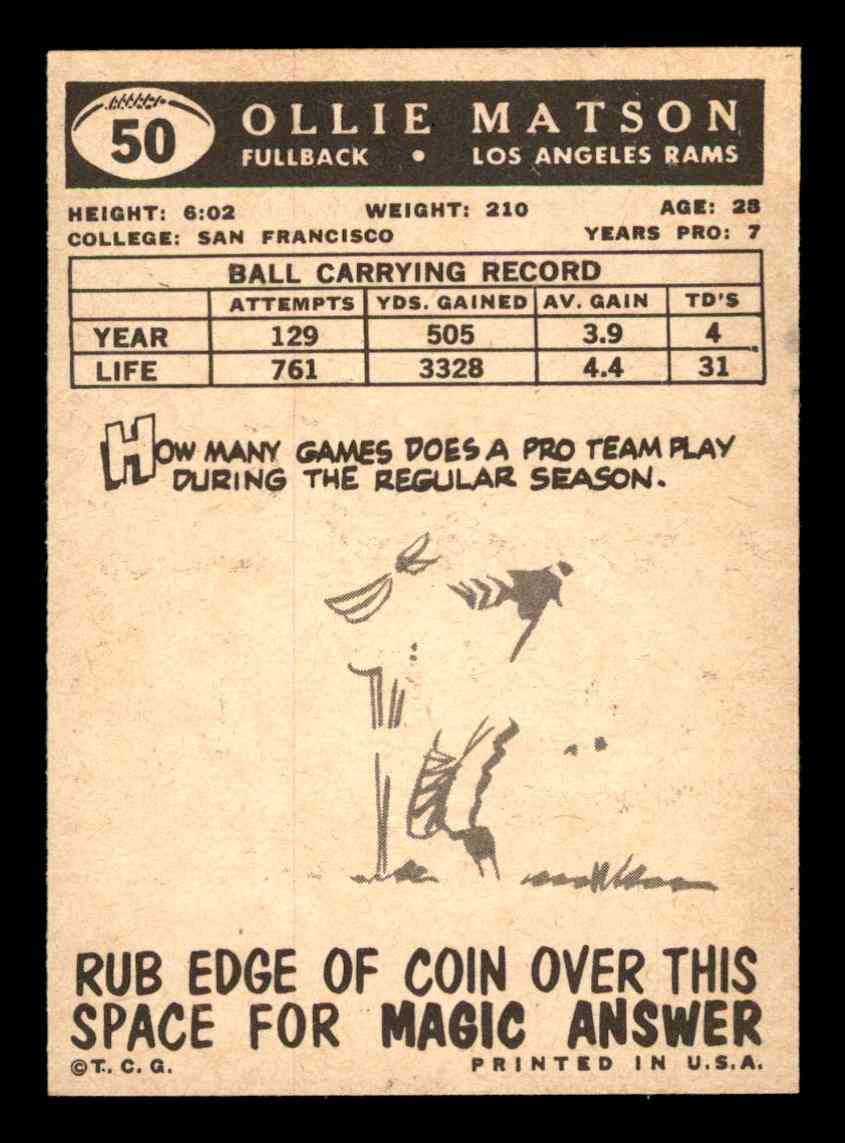 50
OLLIE MATSON
FULLBACK • LOS ANGELES RAMS
HEIGHT: 6:02 WEIGHT: 210 AGE: 28
COLLEGE: SAN FRANCISCO YEARS PRO: 7
BALL CARRYING RECORD
ATTEMPTS YDS. GAINED AV. GAIN TD'S
YEAR 129 505 3.9 4
LIFE 761 3328 4.4 31
HOW MANY GAMES DOES A PRO TEAM PLAY
DURING THE REGULAR SEASON.
RUB EDGE OF COIN OVER THIS
SPACE FOR MAGIC ANSWER
©T. C. G. PRINTED IN U.S.A.